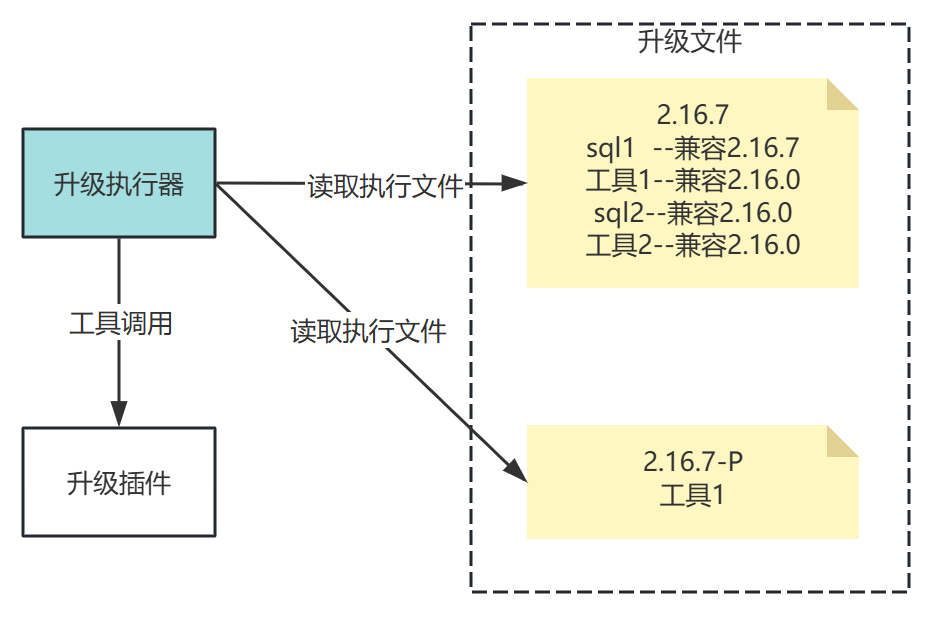 升级文件
2.16.7
sql1  --兼容2.16.7
工具1--兼容2.16.0
sql2--兼容2.16.0
工具2--兼容2.16.0
升级执行器
读取执行文件
工具调用
读取执行文件
升级插件
2.16.7-P
工具1